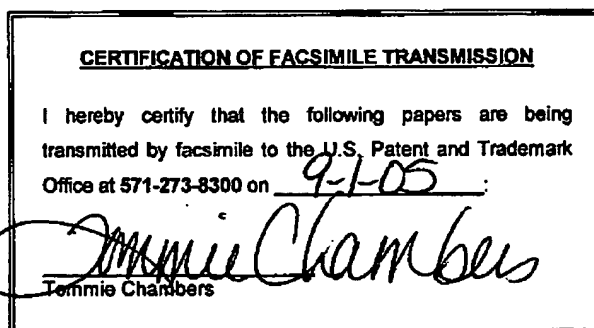 CERTIFICATION OF FACSIMILE TRANSMISSION
I hereby certify that the following papers are being
transmitted by facsimile to the U.S. Patent and Trademark
Office at 571-273-8300 on 9-1-05 :
Tommie Chambers
Tommie Chambers